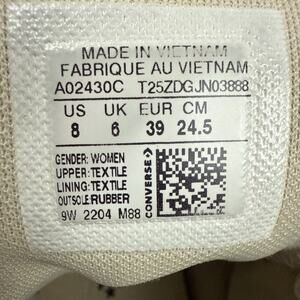 MADE IN VIETNAM
FABRIQUE AU VIETNAM
A02430C T25ZDGJN03888
US UK EUR CM
8 6 39 24.5
GENDER: WOMEN
UPPER: TEXTILE
LINING: TEXTILE
OUTSOLE: RUBBER
9W 2204 M88
CONVERSE